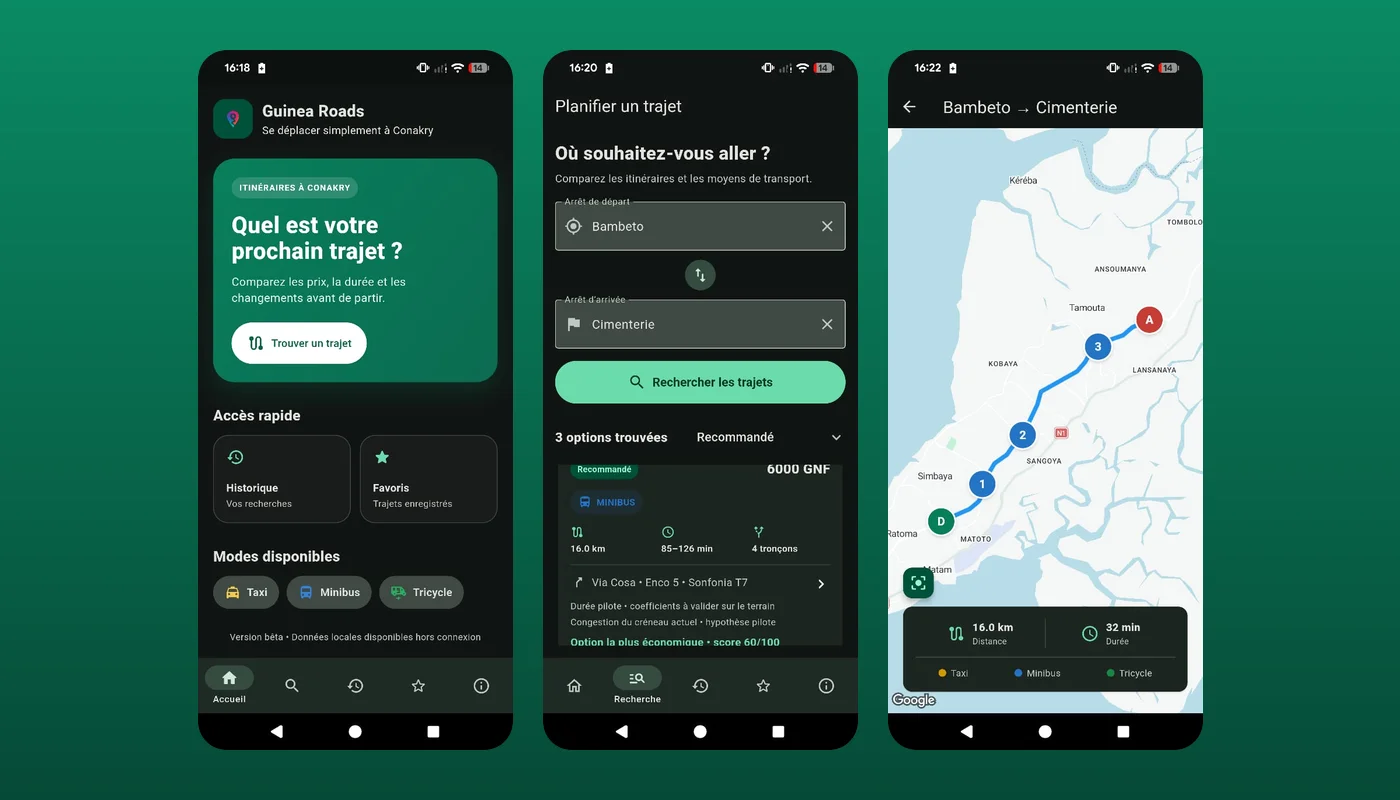 16:18
14
Guinea Roads
Se déplacer simplement à Conakry
ITINÉRAIRES À CONAKRY
Quel est votre
prochain trajet ?
Comparez les prix, la durée et les
changements avant de partir.
Trouver un trajet
Accès rapide
Historique
Vos recherches
Favoris
Trajets enregistrés
Modes disponibles
Taxi
Minibus
Tricycle
Version bêta • Données locales disponibles hors connexion
Accueil
16:20
14
Planifier un trajet
Où souhaitez-vous aller ?
Comparez les itinéraires et les moyens de transport.
Arrêt de départ
Bambeto
Arrêt d'arrivée
Cimenterie
Rechercher les trajets
3 options trouvées
Recommandé
Recommandé
6000 GNF
MINIBUS
16.0 km
85–126 min
4 tronçons
Via Cosa • Enco 5 • Sonfonia T7
Durée pilote • coefficients à valider sur le terrain
Congestion du créneau actuel • hypothèse pilote
Option la plus économique • score 60/100
Recherche
16:22
14
Bambeto → Cimenterie
Kéréba
TOMBOLO
ANSOUMANYA
Tamouta
A
3
KOBAYA
LANSANAYA
2
N1
SANGOYA
Simbaya
1
D
Ratoma
MATOTO
Matam
16.0 km
Distance
32 min
Durée
Taxi
Minibus
Tricycle
Google